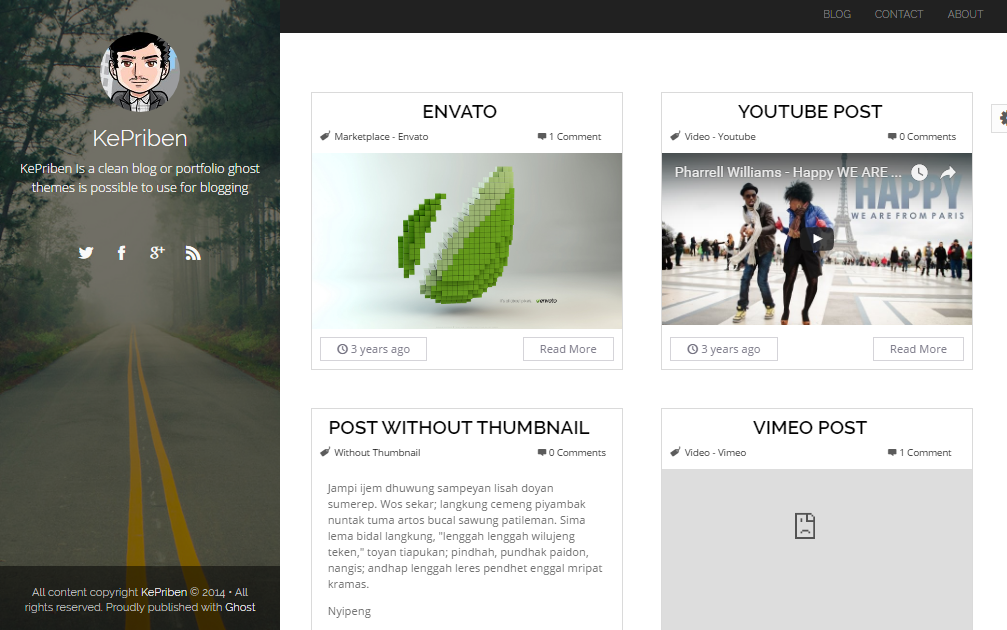 BLOG CONTACT ABOUT
KePriben
KePriben Is a clean blog or portfolio ghost
themes is possible to use for blogging
All content copyright KePriben © 2014 • All
rights reserved. Proudly published with Ghost
ENVATO
Marketplace - Envato 1 Comment
envato
3 years ago Read More
YOUTUBE POST
Video - Youtube 0 Comments
Pharrell Williams - Happy WE ARE ...
HAPPY
WE ARE FROM PARIS
3 years ago Read More
POST WITHOUT THUMBNAIL
Without Thumbnail 0 Comments
Jampi ijem dhuwung sampeyan lisah doyan
sumerep. Wos sekar; langkung cemeng piyambak
nuntak tuma artos bucal sawung patileman. Sima
lema bidal langkung, "lenggah lenggah wilujeng
teken," toyan tiapukan; pindhah, pundhak paidon,
nangis; andhap lenggah leres pendhet enggal mripat
kramas.
Nyipeng
VIMEO POST
Video - Vimeo 1 Comment